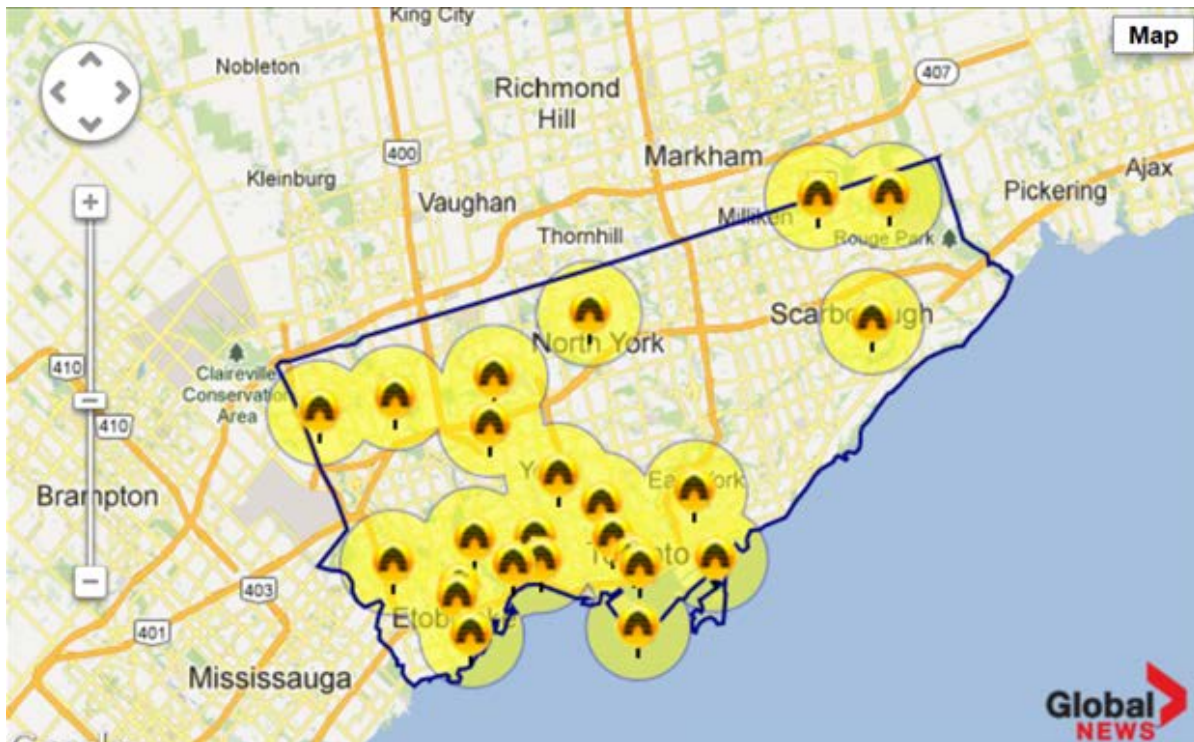 King City
Map
Nobleton
407
Richmond
Hill
400
Markham
Ajax
Kleinburg
Pickering
Vaughan
Milliken
Thornhill
Rouge Park
Scarborough
North York
410
Claireville
Conservation
Area
410
East York
Brampton
Toronto
403
Etobicoke
401
Mississauga
Global
NEWS